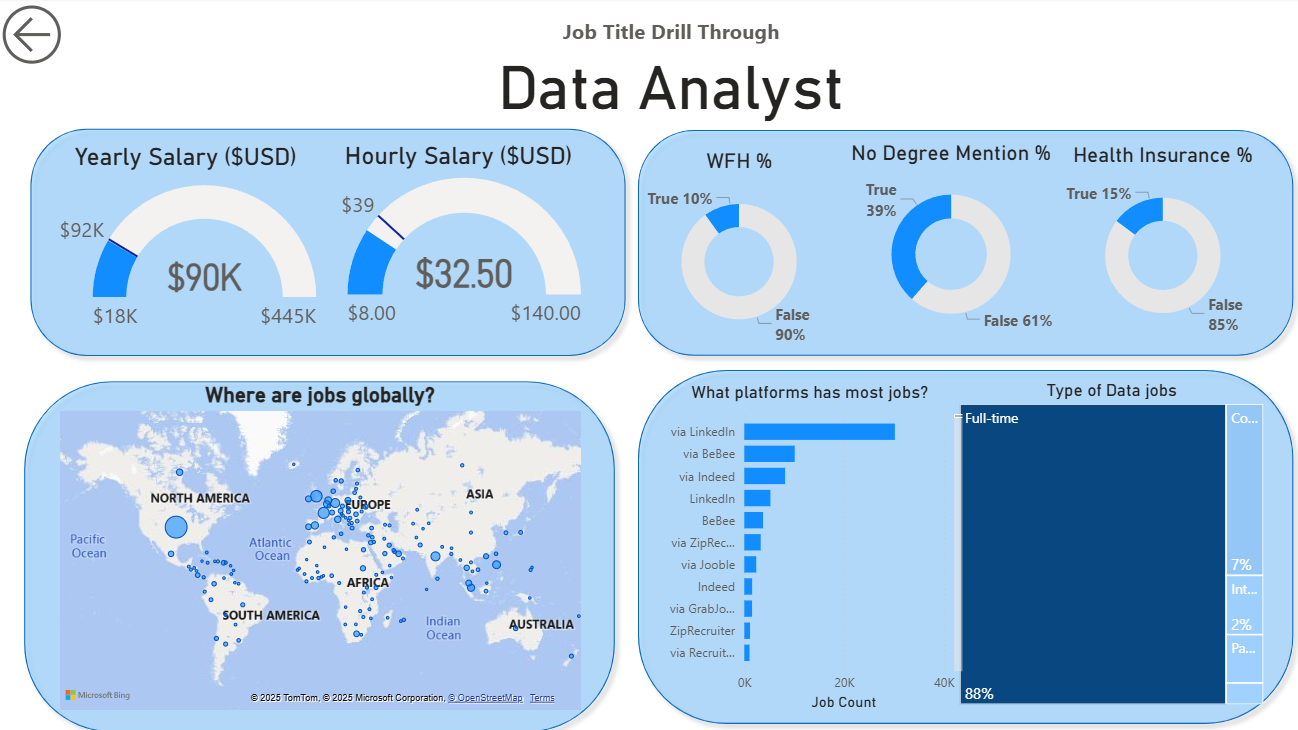 Job Title Drill Through
Data Analyst
Yearly Salary ($USD)
$92K
$90K
$18K
$445K
Hourly Salary ($USD)
$39
$32.50
$8.00
$140.00
WFH %
True 10%
False
90%
No Degree Mention %
True
39%
False 61%
Health Insurance %
True 15%
False
85%
Where are jobs globally?
NORTH AMERICA
EUROPE
ASIA
Pacific
Ocean
Atlantic
Ocean
AFRICA
SOUTH AMERICA
Indian
Ocean
AUSTRALIA
Microsoft Bing
© 2025 TomTom, © 2025 Microsoft Corporation, © OpenStreetMap Terms
What platforms has most jobs?
via LinkedIn
via BeBee
via Indeed
LinkedIn
BeBee
via ZipRec...
via Jooble
Indeed
via GrabJo...
ZipRecruiter
via Recruit...
0K
20K
40K
Job Count
Type of Data jobs
Full-time
88%
Co...
7%
Int...
2%
Pa...